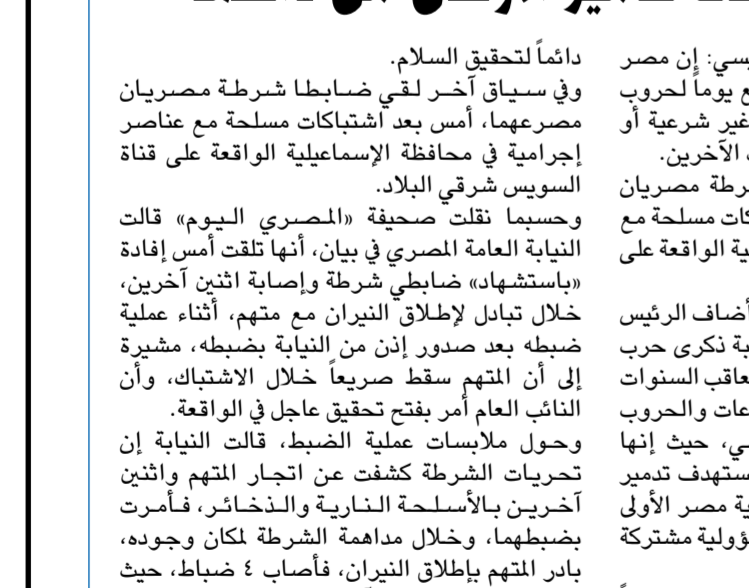 يسي: إن مصر
ع يوماً لحروب
غير شرعية أو
الآخرين.
رطة مصريان
كات مسلحة مع
ية الواقعة على
أضاف الرئيس
بة ذكرى حرب
عاقب السنوات
عات والحروب
ي، حيث إنها
ستهدف تدمير
ية مصر الأولى
ؤولية مشتركة
دائماً لتحقيق السلام.
وفي سياق آخر لقي ضابطا شرطة مصريان
مصرعهما، أمس بعد اشتباكات مسلحة مع عناصر
إجرامية في محافظة الإسماعيلية الواقعة على قناة
السويس شرقي البلاد.
وحسبما نقلت صحيفة «المصري اليوم» قالت
النيابة العامة المصري في بيان، أنها تلقت أمس إفادة
«باستشهاد» ضابطي شرطة وإصابة اثنين آخرين،
خلال تبادل لإطلاق النيران مع متهم، أثناء عملية
ضبطه بعد صدور إذن من النيابة بضبطه، مشيرة
إلى أن المتهم سقط صريعاً خلال الاشتباك، وأن
النائب العام أمر بفتح تحقيق عاجل في الواقعة.
وحول ملابسات عملية الضبط، قالت النيابة إن
تحريات الشرطة كشفت عن اتجار المتهم واثنين
آخرين بالأسلحة النارية والذخائر، فأمرت
بضبطهما، وخلال مداهمة الشرطة لمكان وجوده،
بادر المتهم بإطلاق النيران، فأصاب ٤ ضباط، حيث